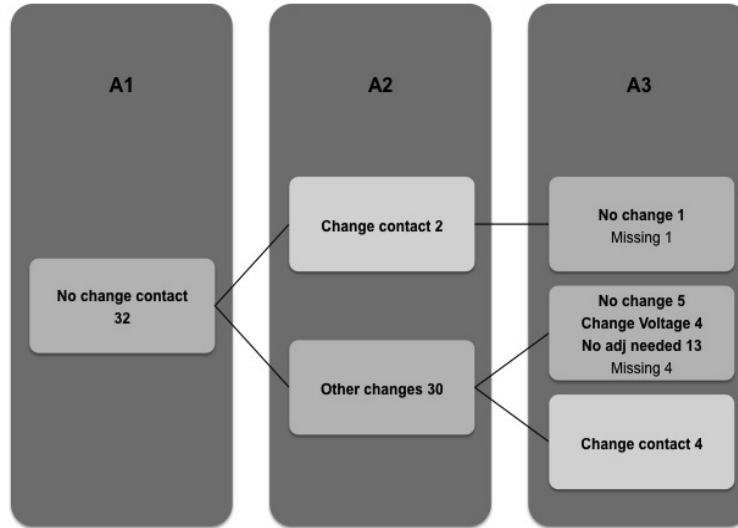 A1
A2
A3
No change contact
32
Change contact 2
Other changes 30
No change 1
Missing 1
No change 5
Change Voltage 4
No adj needed 13
Missing 4
Change contact 4